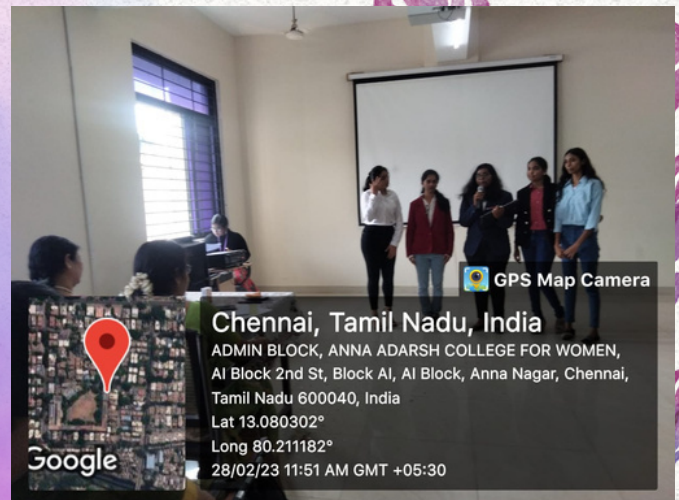 GPS Map Camera
Chennai, Tamil Nadu, India
ADMIN BLOCK, ANNA ADARSH COLLEGE FOR WOMEN,
AI Block 2nd St, Block AI, AI Block, Anna Nagar, Chennai,
Tamil Nadu 600040, India
Lat 13.080302°
Long 80.211182°
28/02/23 11:51 AM GMT +05:30
Google